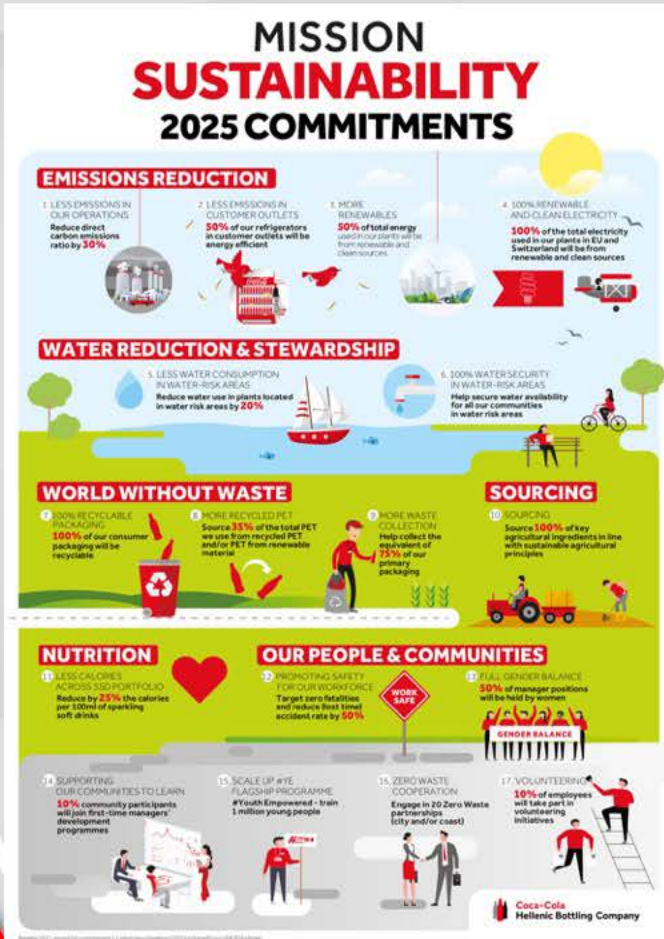 MISSION
SUSTAINABILITY
2025 COMMITMENTS
EMISSIONS REDUCTION
1. LESS EMISSIONS IN
OUR OPERATIONS
Reduce direct
carbon emissions
ratio by 30%
2. LESS EMISSIONS IN
CUSTOMER OUTLETS
50% of our refrigerators
in customer outlets will be
energy efficient
3. MORE
RENEWABLES
50% of total energy
used in our plants will be
from renewable and
clean sources
4. 100% RENEWABLE
AND CLEAN ELECTRICITY
100% of the total electricity
used in our plants in EU and
Switzerland will be from
renewable and clean sources
WATER REDUCTION & STEWARDSHIP
5. LESS WATER CONSUMPTION
IN WATER-RISK AREAS
Reduce water use in plants located
in water risk areas by 20%
6. 100% WATER SECURITY
IN WATER-RISK AREAS
Help secure water availability
for all our communities
in water risk areas
WORLD WITHOUT WASTE
7 100% RECYCLABLE
PACKAGING
100% of our consumer
packaging will be
recyclable
8 MORE RECYCLED PET
Source 35% of the total PET
we use from recycled PET
and/or PET from renewable
material
9 MORE WASTE
COLLECTION
Help collect the
equivalent of
75% of our
primary
packaging
SOURCING
10 SOURCING
Source 100% of key
agricultural ingredients in line
with sustainable agricultural
principles
NUTRITION
11 LESS CALORIES
ACROSS SSD PORTFOLIO
Reduce by 25% the calories
per 100ml of sparkling
soft drinks
OUR PEOPLE & COMMUNITIES
12 PROMOTING SAFETY
FOR OUR WORKFORCE
Target zero fatalities
and reduce (lost time)
accident rate by 50%
WORK
SAFE
13 FULL GENDER BALANCE
50% of manager positions
will be held by women
GENDER BALANCE
14. SUPPORTING
OUR COMMUNITIES TO LEARN
10% community participants
will join first-time managers'
development
programmes
15. SCALE UP #YE
FLAGSHIP PROGRAMME
#Youth Empowered - train
1 million young people
16. ZERO WASTE
COOPERATION
Engage in 20 Zero Waste
partnerships
(city and/or coast)
17. VOLUNTEERING
10% of employees
will take part in
volunteering
initiatives
Coca-Cola
Hellenic Bottling Company